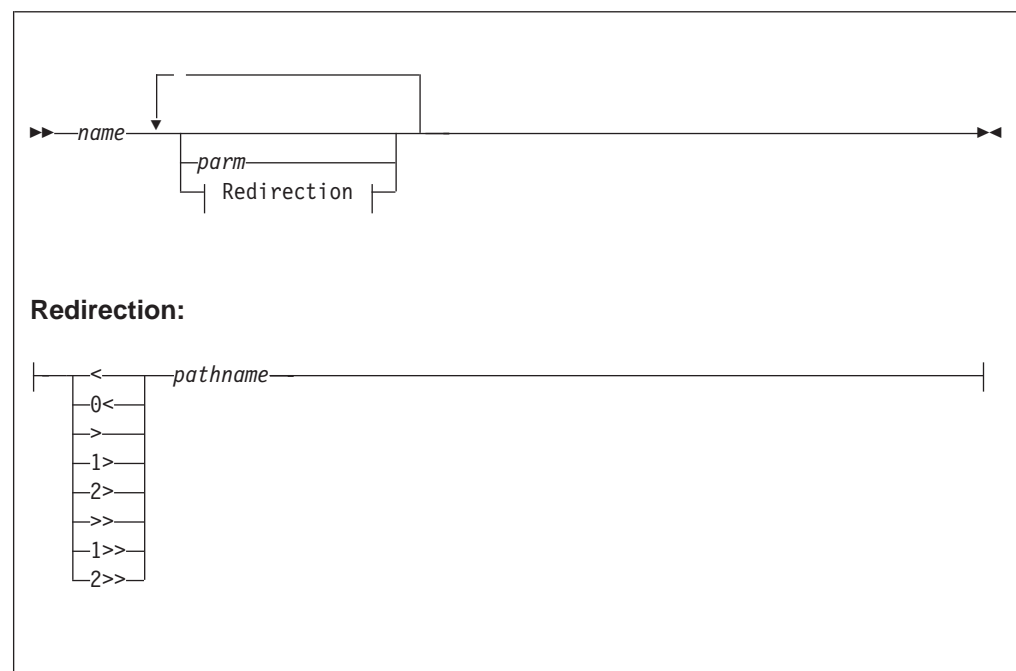 name
parm
Redirection
Redirection:
< pathname
0<
>
1>
2>
>>
1>>
2>>